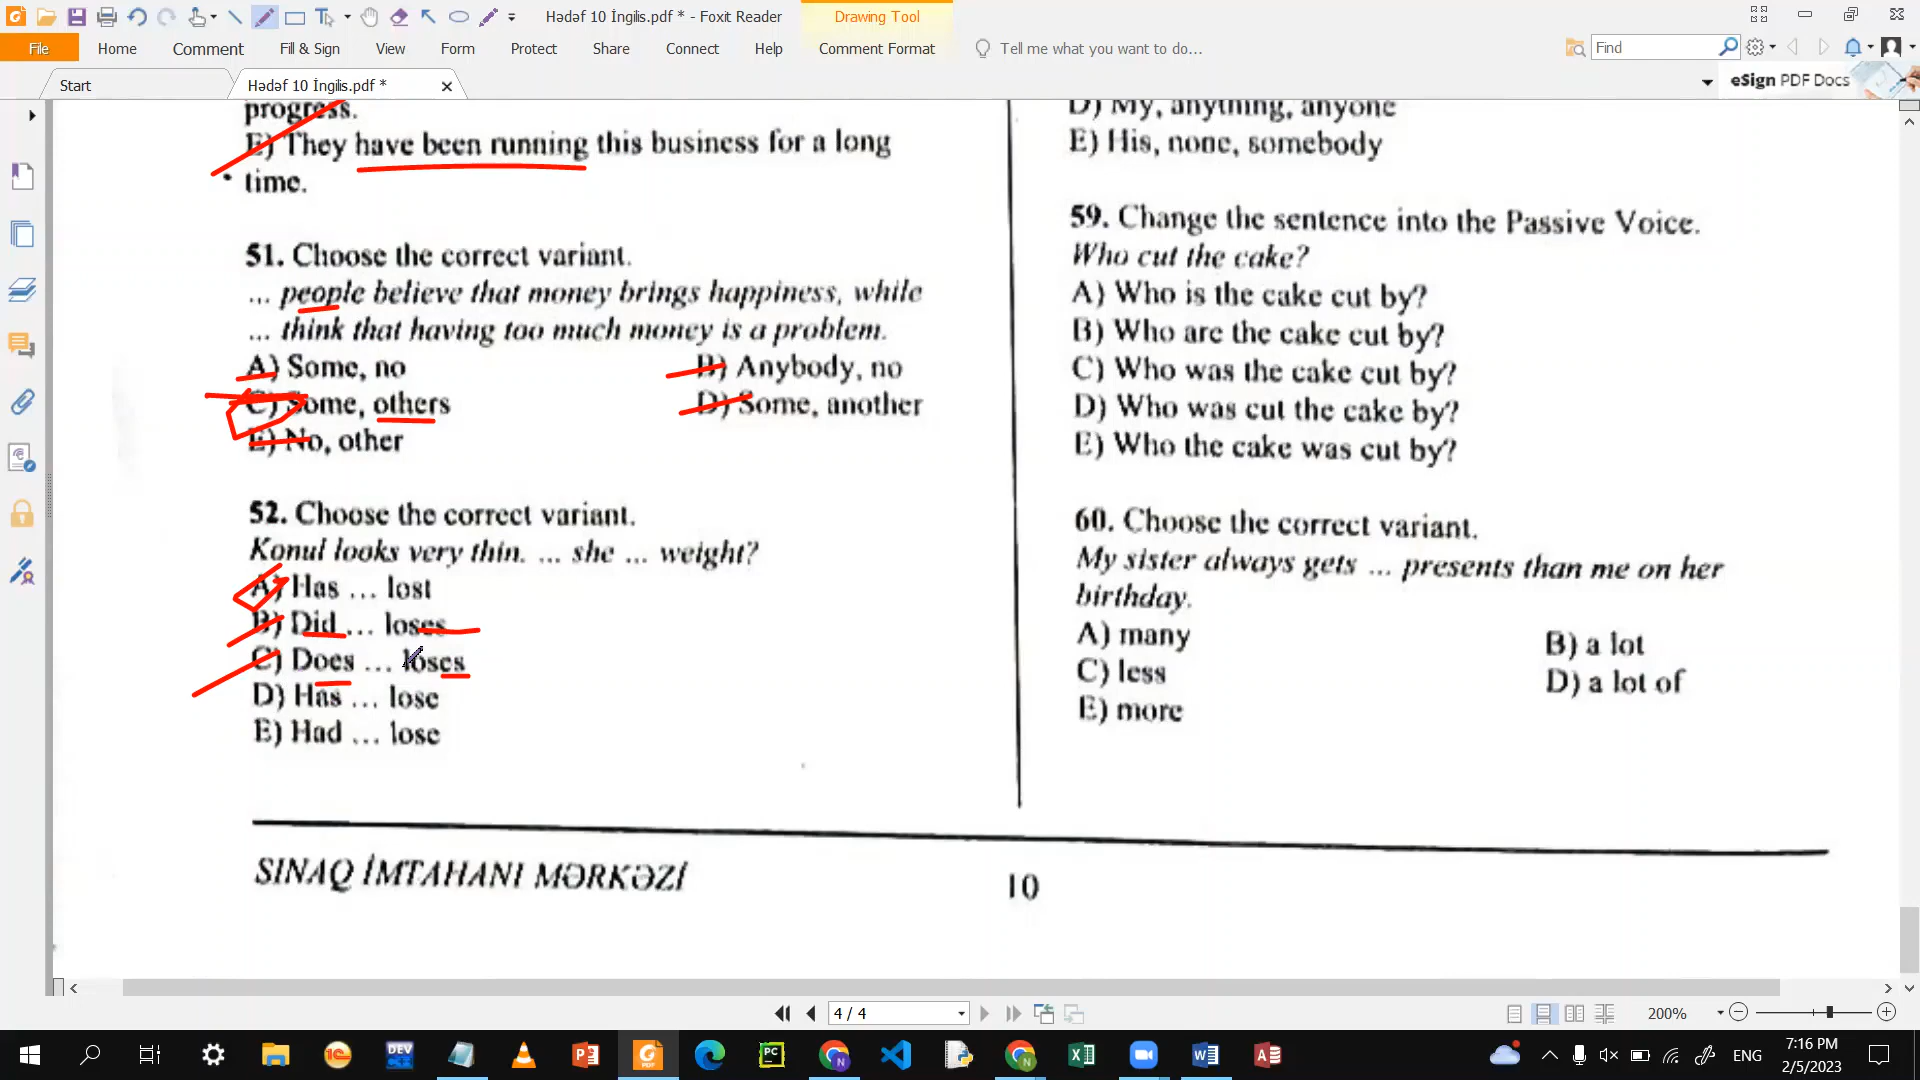 Hədəf 10 İngilis.pdf * - Foxit Reader
Drawing Tool
File
Home
Comment
Fill & Sign
View
Form
Protect
Share
Connect
Help
Comment Format
Tell me what you want to do...
Find
Start
Hədəf 10 İngilis.pdf *
eSign PDF Docs
progress.
E) They have been running this business for a long
time.
51. Choose the correct variant.
... people believe that money brings happiness, while
... think that having too much money is a problem.
A) Some, no
B) Anybody, no
C) Some, others
D) Some, another
E) No, other
52. Choose the correct variant.
Konul looks very thin. ... she ... weight?
A) Has ... lost
B) Did ... loses
C) Does ... loses
D) Has ... lose
E) Had ... lose
D) My, anything, anyone
E) His, none, somebody
59. Change the sentence into the Passive Voice.
Who cut the cake?
A) Who is the cake cut by?
B) Who are the cake cut by?
C) Who was the cake cut by?
D) Who was cut the cake by?
E) Who the cake was cut by?
60. Choose the correct variant.
My sister always gets ... presents than me on her
birthday.
A) many
B) a lot
C) less
D) a lot of
E) more
SINAQ İMTAHANI MƏRKƏZİ
10
4 / 4
200%
ENG
7:16 PM
2/5/2023